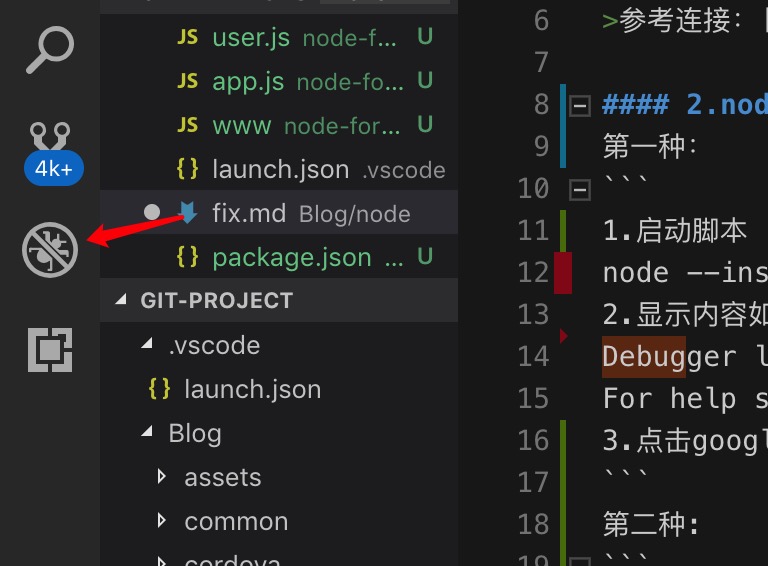 JS user.js node-f... U
JS app.js node-fo... U
JS www node-for... U
{} launch.json .vscode
fix.md Blog/node
{} package.json ... U
4k+
GIT-PROJECT
.vscode
{} launch.json
Blog
assets
common
cordova
6 >参考连接:
7
8 #### 2.nod
9 第一种:
10 ```
11 1.启动脚本
12 node --ins
13 2.显示内容如
14 Debugger l
15 For help s
16 3.点击googl
17 ```
18 第二种:
19 ```